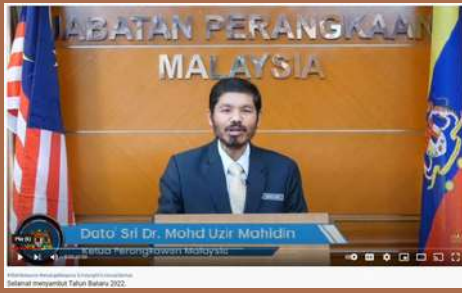 JABATAN PERANGKAAN
MALAYSIA
Dato' Sri Dr. Mohd Uzir Mahidin
Ketua Perangkawan Malaysia
Selamat menyambut Tahun Baharu 2022.